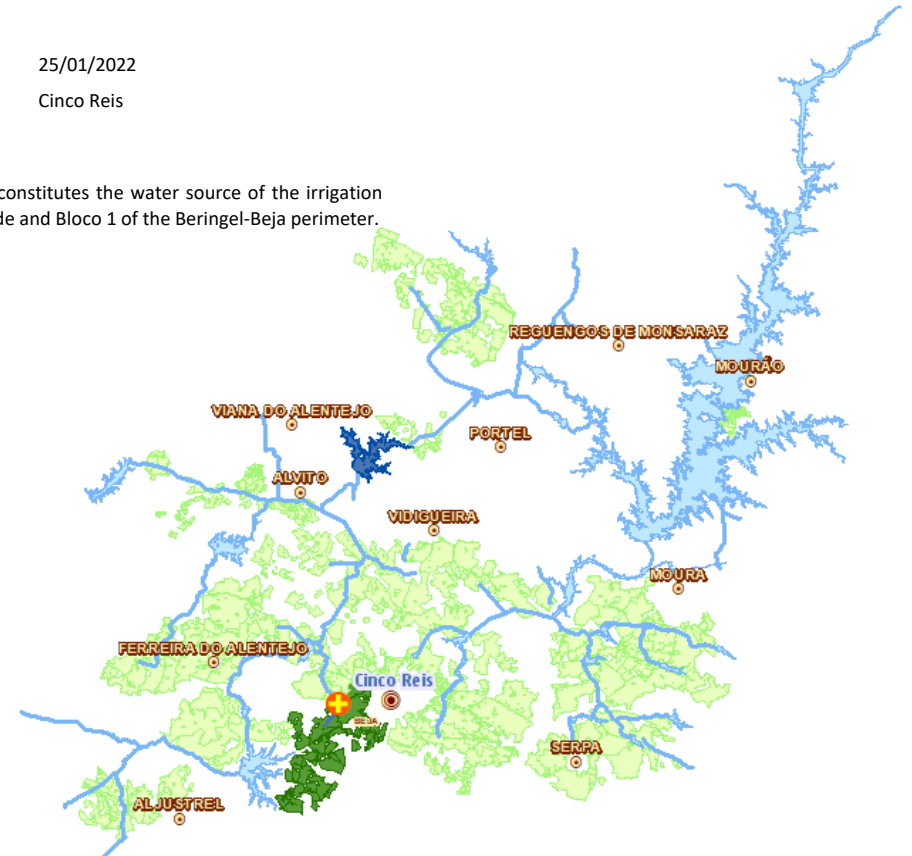 25/01/2022
Cinco Reis
constitutes the water source of the irrigation
de and Bloco 1 of the Beringel-Beja perimeter.
REGUENGOS DE MONSARAZ
MOURÃO
VIANA DO ALENTEJO
PORTEL
ALVITO
VIDIGUEIRA
MOURA
FERREIRA DO ALENTEJO
Cinco Reis
BEJA
SERPA
ALJUSTREL